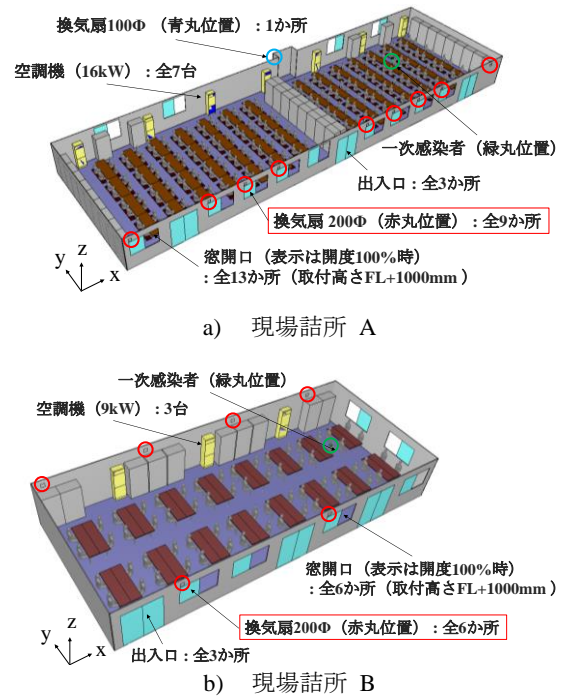 換気扇100Φ （青丸位置）: 1か所
空調機（16kW）: 全7台
一次感染者（緑丸位置）
出入口 : 全3か所
換気扇 200Φ（赤丸位置）: 全9か所
窓開口（表示は開度100%時）
: 全13か所（取付高さFL+1000mm ）
y z x
a) 現場詰所 A
一次感染者（緑丸位置）
空調機（9kW）: 3台
窓開口（表示は開度100%時）
: 全6か所（取付高さFL+1000mm ）
換気扇200Φ（赤丸位置）: 全6か所
y z x
出入口 : 全3か所
b) 現場詰所 B